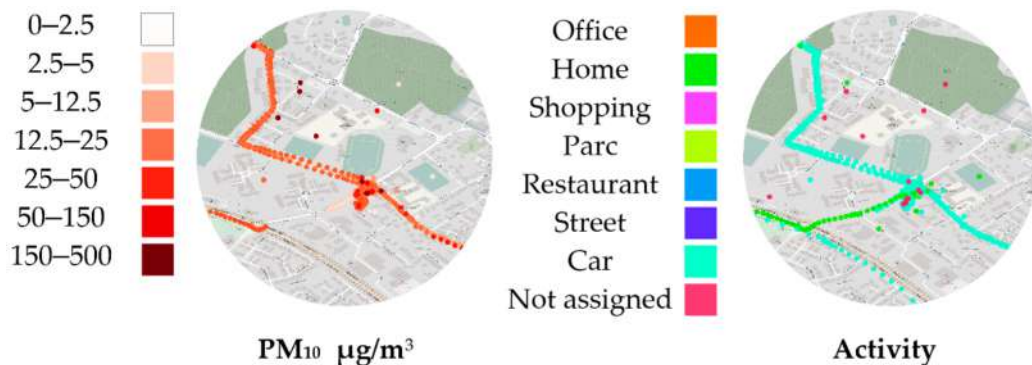 0–2.5
2.5–5
5–12.5
12.5–25
25–50
50–150
150–500
PM₁₀ µg/m³
Office
Home
Shopping
Parc
Restaurant
Street
Car
Not assigned
Activity